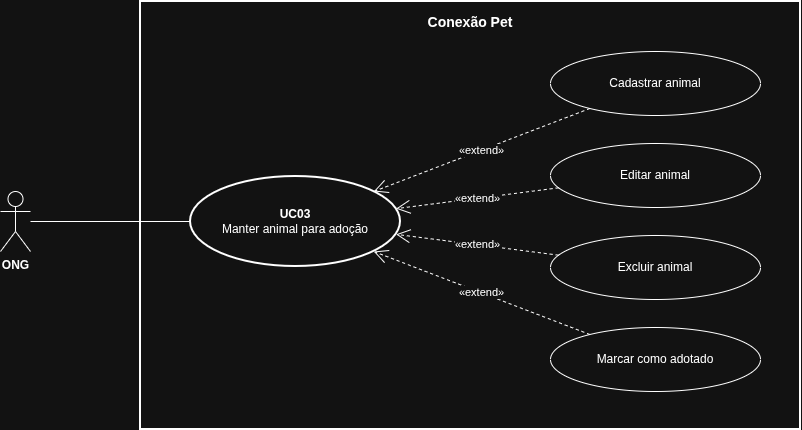 Conexão Pet
Cadastrar animal
«extend»
Editar animal
«extend»
UC03
Manter animal para adoção
«extend»
Excluir animal
ONG
«extend»
Marcar como adotado